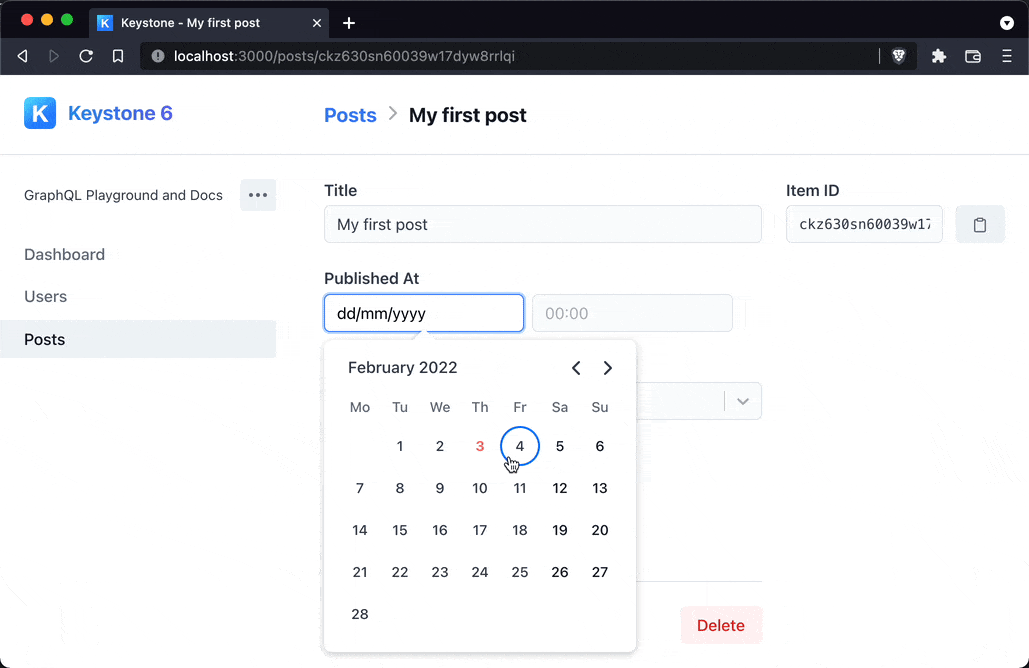 K Keystone - My first post
localhost:3000/posts/ckz630sn60039w17dyw8rrlqi
K Keystone 6
Posts > My first post
GraphQL Playground and Docs
Dashboard
Users
Posts
Title
My first post
Item ID
ckz630sn60039w17
Published At
dd/mm/yyyy
00:00
February 2022
Mo Tu We Th Fr Sa Su
1 2 3 4 5 6
7 8 9 10 11 12 13
14 15 16 17 18 19 20
21 22 23 24 25 26 27
28
Delete